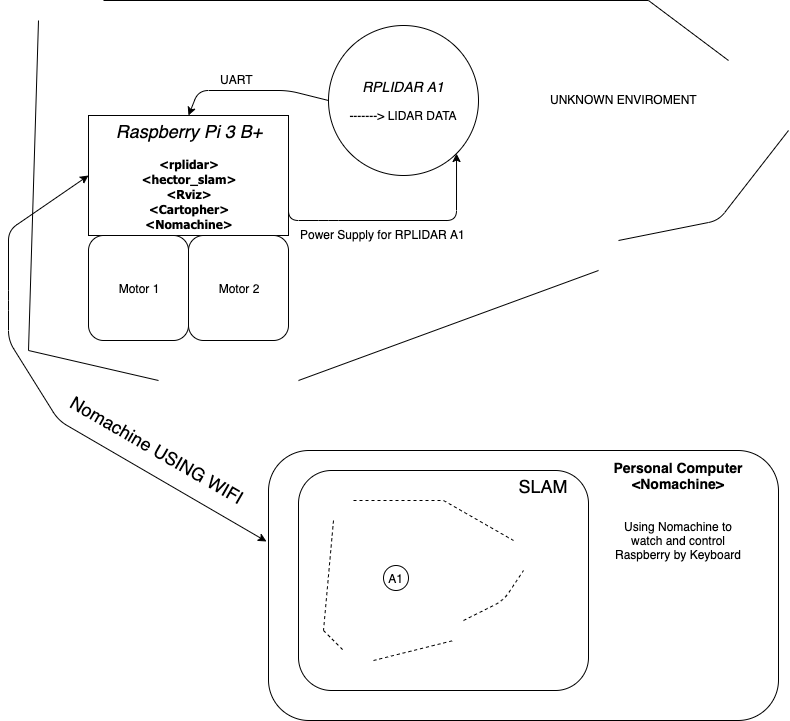 UART
RPLIDAR A1
-------> LIDAR DATA
UNKNOWN ENVIROMENT
Raspberry Pi 3 B+
<rplidar>
<hector_slam>
<Rviz>
<Cartopher>
<Nomachine>
Power Supply for RPLIDAR A1
Motor 1
Motor 2
Nomachine USING WIFI
Personal Computer
<Nomachine>
SLAM
Using Nomachine to
watch and control
Raspberry by Keyboard
A1